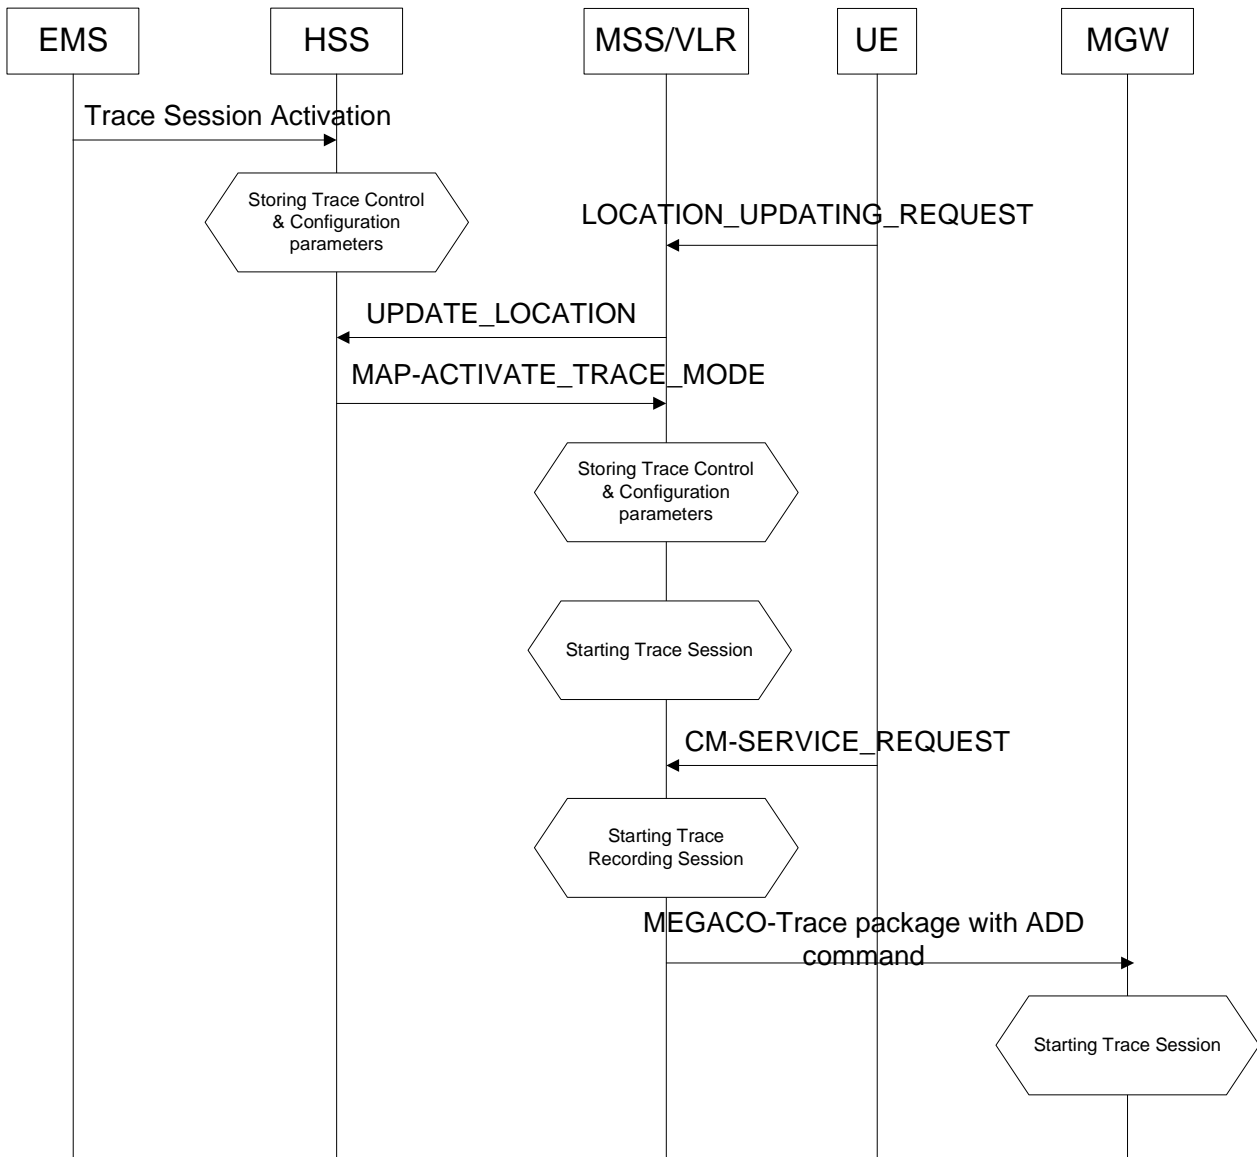 EMS
HSS
MSS/VLR
UE
MGW
Trace Session Activation
Storing Trace Control
& Configuration
parameters
LOCATION_UPDATING_REQUEST
UPDATE_LOCATION
MAP-ACTIVATE_TRACE_MODE
Storing Trace Control
& Configuration
parameters
Starting Trace Session
CM-SERVICE_REQUEST
Starting Trace
Recording Session
MEGACO-Trace package with ADD
command
Starting Trace Session